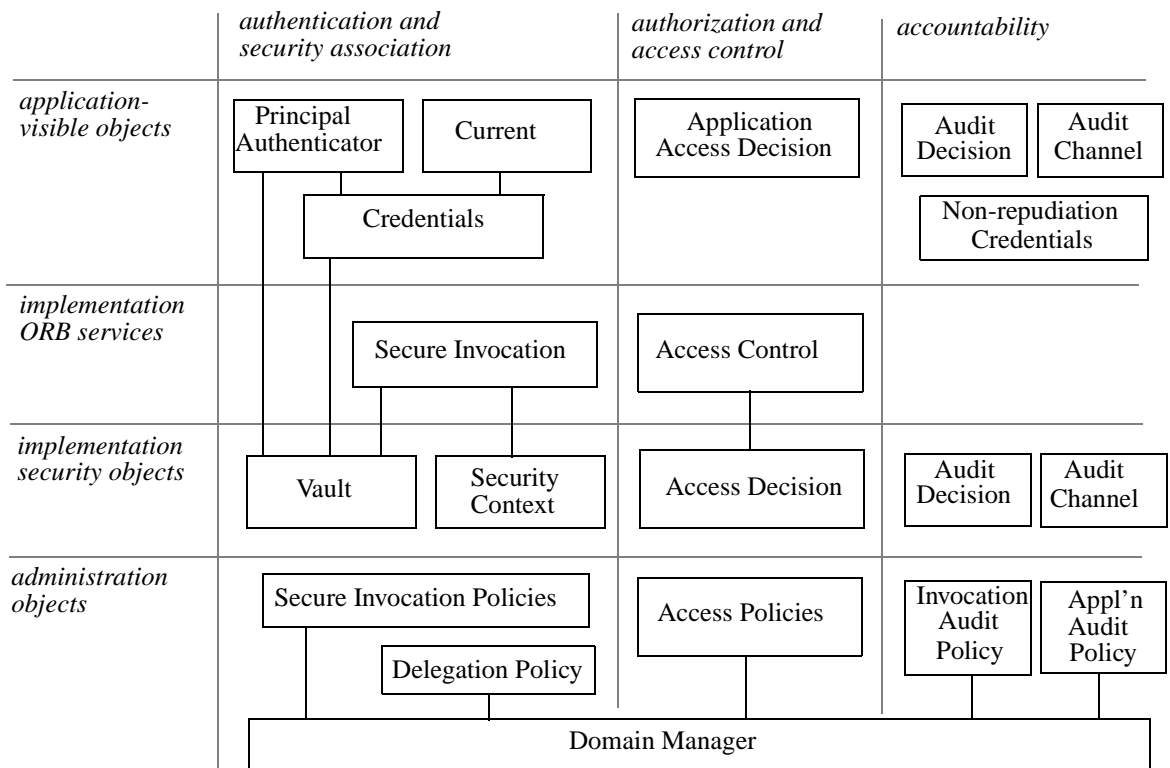 authentication and
security association
authorization and
access control
accountability
application-
visible objects
Principal
Authenticator
Current
Credentials
Application
Access Decision
Audit
Decision
Audit
Channel
Non-repudiation
Credentials
implementation
ORB services
Secure Invocation
Access Control
implementation
security objects
Vault
Security
Context
Access Decision
Audit
Decision
Audit
Channel
administration
objects
Secure Invocation Policies
Delegation Policy
Access Policies
Invocation
Audit
Policy
Appl'n
Audit
Policy
Domain Manager